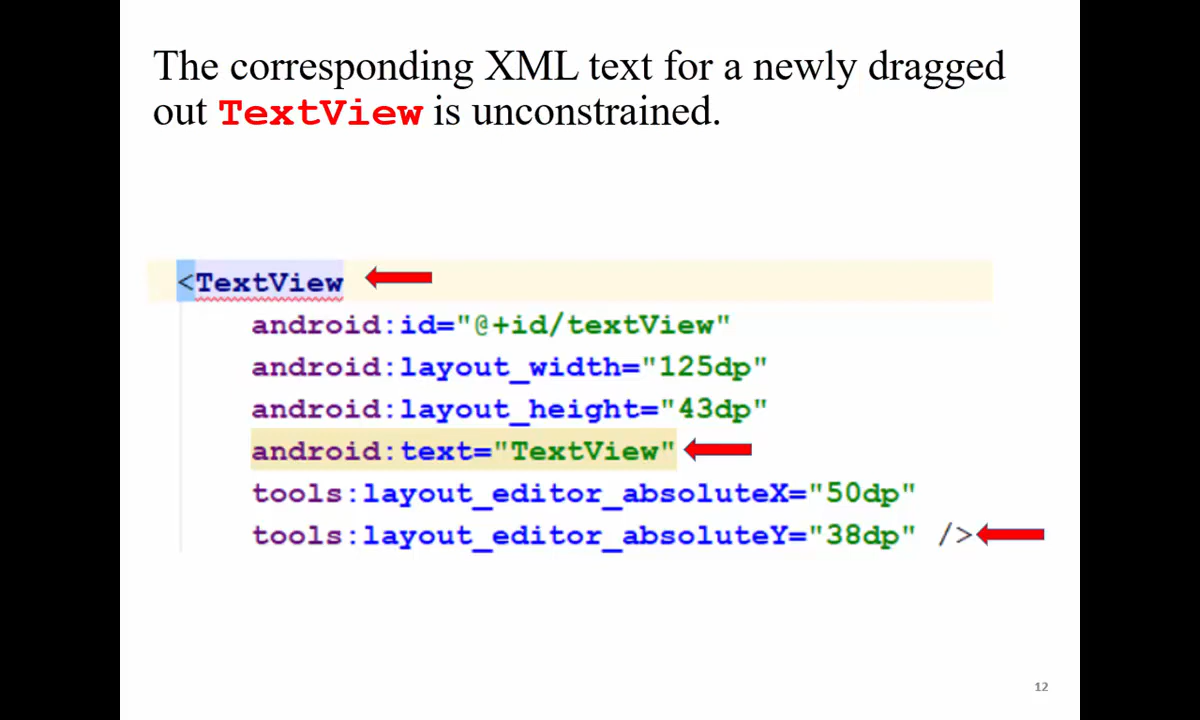 The corresponding XML text for a newly dragged
out TextView is unconstrained.
<TextView
android:id="@+id/textView"
android:layout_width="125dp"
android:layout_height="43dp"
android:text="TextView"
tools:layout_editor_absoluteX="50dp"
tools:layout_editor_absoluteY="38dp" />
12